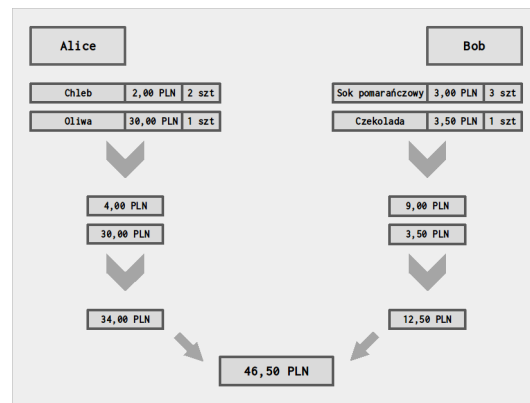 Alice
Bob
Chleb 2,00 PLN 2 szt
Sok pomarańczowy 3,00 PLN 3 szt
Oliwa 30,00 PLN 1 szt
Czekolada 3,50 PLN 1 szt
4,00 PLN
9,00 PLN
30,00 PLN
3,50 PLN
34,00 PLN
12,50 PLN
46,50 PLN